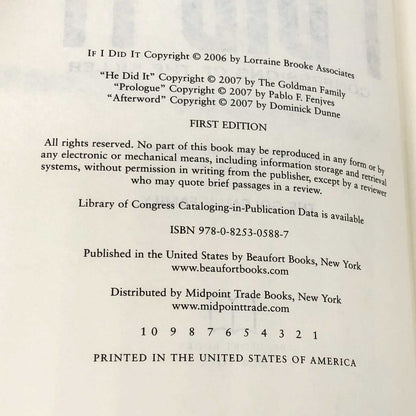 IF I DID IT Copyright © 2006 by Lorraine Brooke Associates
"He Did It" Copyright © 2007 by The Goldman Family
"Prologue" Copyright © 2007 by Pablo F. Fenjves
"Afterword" Copyright © 2007 by Dominick Dunne
FIRST EDITION
All rights reserved. No part of this book may be reproduced in any form or by
any electronic or mechanical means, including information storage and retrieval
systems, without permission in writing from the publisher, except by a reviewer
who may quote brief passages in a review.
Library of Congress Cataloging-in-Publication Data is available
ISBN 978-0-8253-0588-7
Published in the United States by Beaufort Books, New York
www.beaufortbooks.com
Distributed by Midpoint Trade Books, New York
www.midpointtrade.com
10 9 8 7 6 5 4 3 2 1
PRINTED IN THE UNITED STATES OF AMERICA